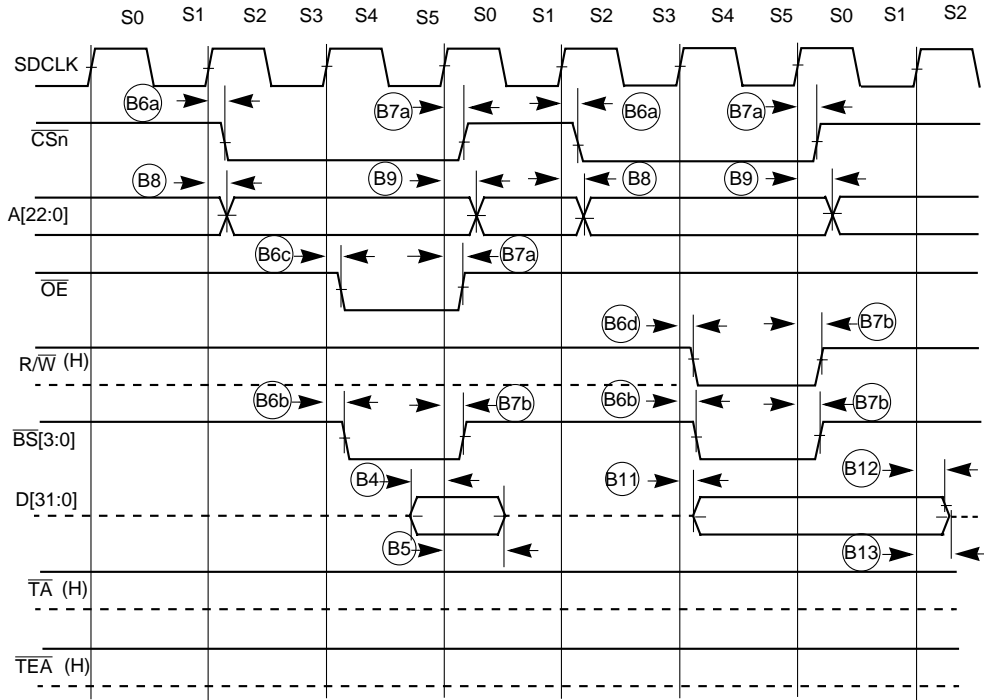 S0 S1 S2 S3 S4 S5 S0 S1 S2 S3 S4 S5 S0 S1 S2
SDCLK
B6a B7a B6a B7a
CSn
B8 B9 B8 B9
A[22:0]
B6c B7a
OE
B6d B7b
R/W (H)
B6b B7b B6b B7b
BS[3:0]
B4 B11 B12
D[31:0]
B5 B13
TA (H)
TEA (H)